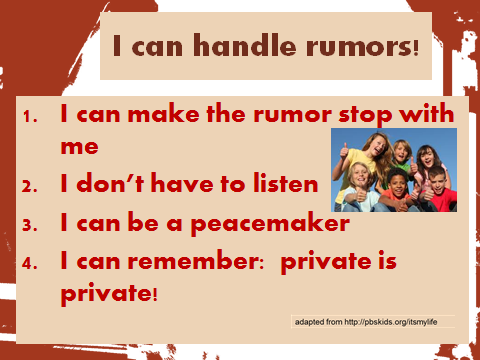 I can handle rumors!
1. I can make the rumor stop with
me
2. I don't have to listen
3. I can be a peacemaker
4. I can remember:  private is
private!
adapted from http://pbskids.org/itsmylife